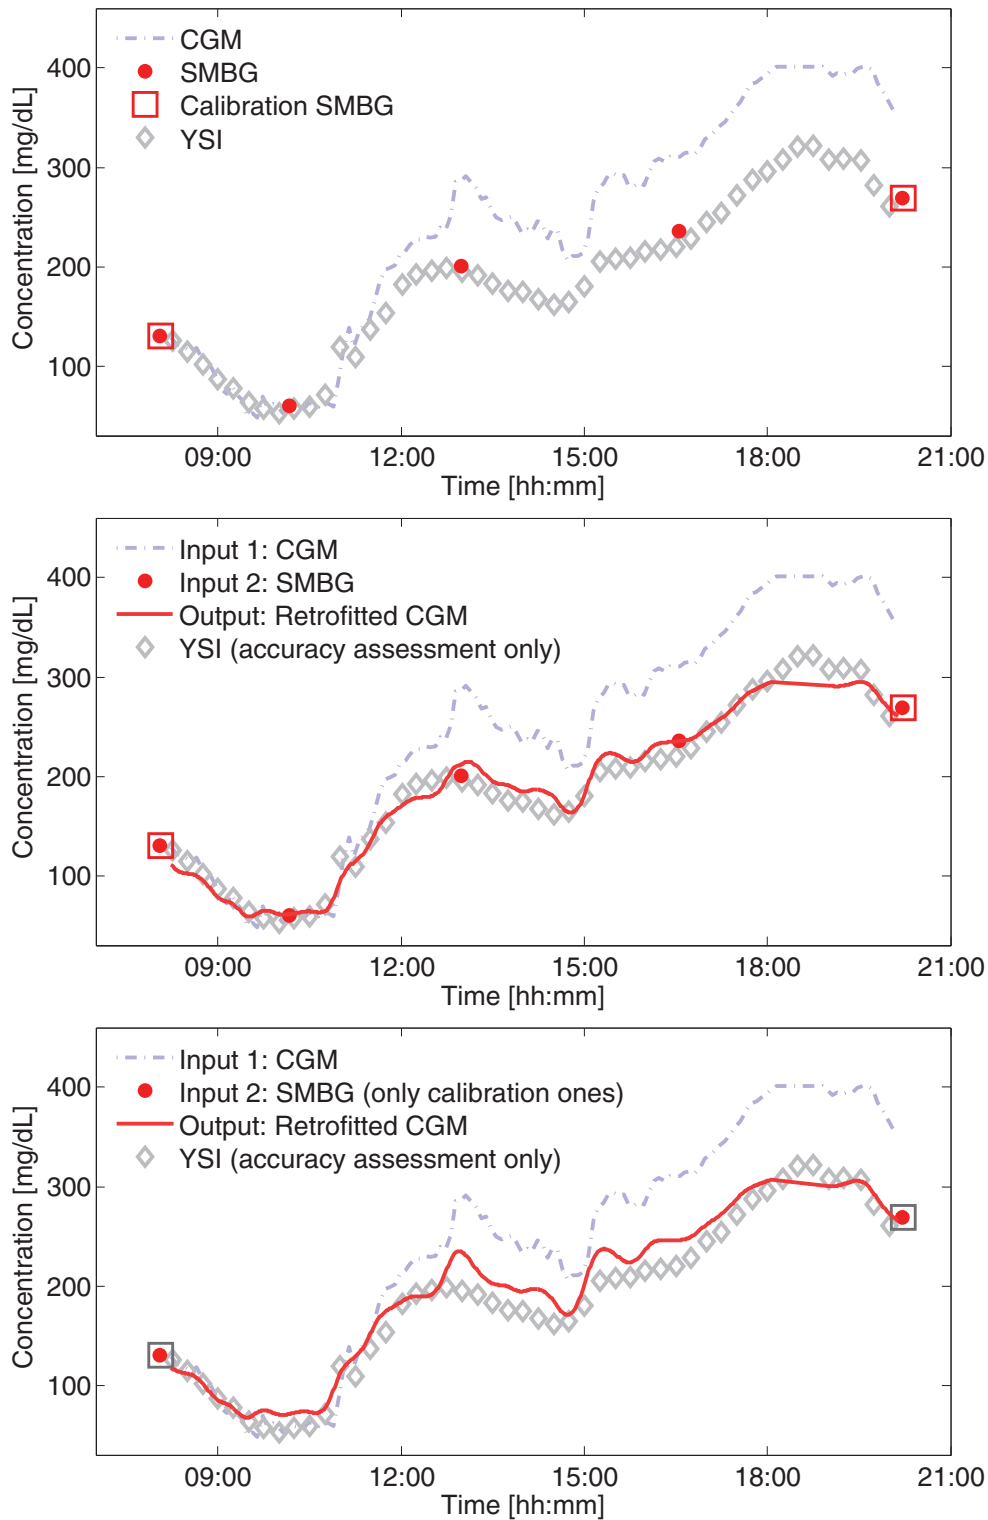 CGM
SMBG
Calibration SMBG
YSI
Concentration [mg/dL]
400
300
200
100
09:00 12:00 15:00 18:00 21:00
Time [hh:mm]
Input 1: CGM
Input 2: SMBG
Output: Retrofitted CGM
YSI (accuracy assessment only)
Concentration [mg/dL]
400
300
200
100
09:00 12:00 15:00 18:00 21:00
Time [hh:mm]
Input 1: CGM
Input 2: SMBG (only calibration ones)
Output: Retrofitted CGM
YSI (accuracy assessment only)
Concentration [mg/dL]
400
300
200
100
09:00 12:00 15:00 18:00 21:00
Time [hh:mm]